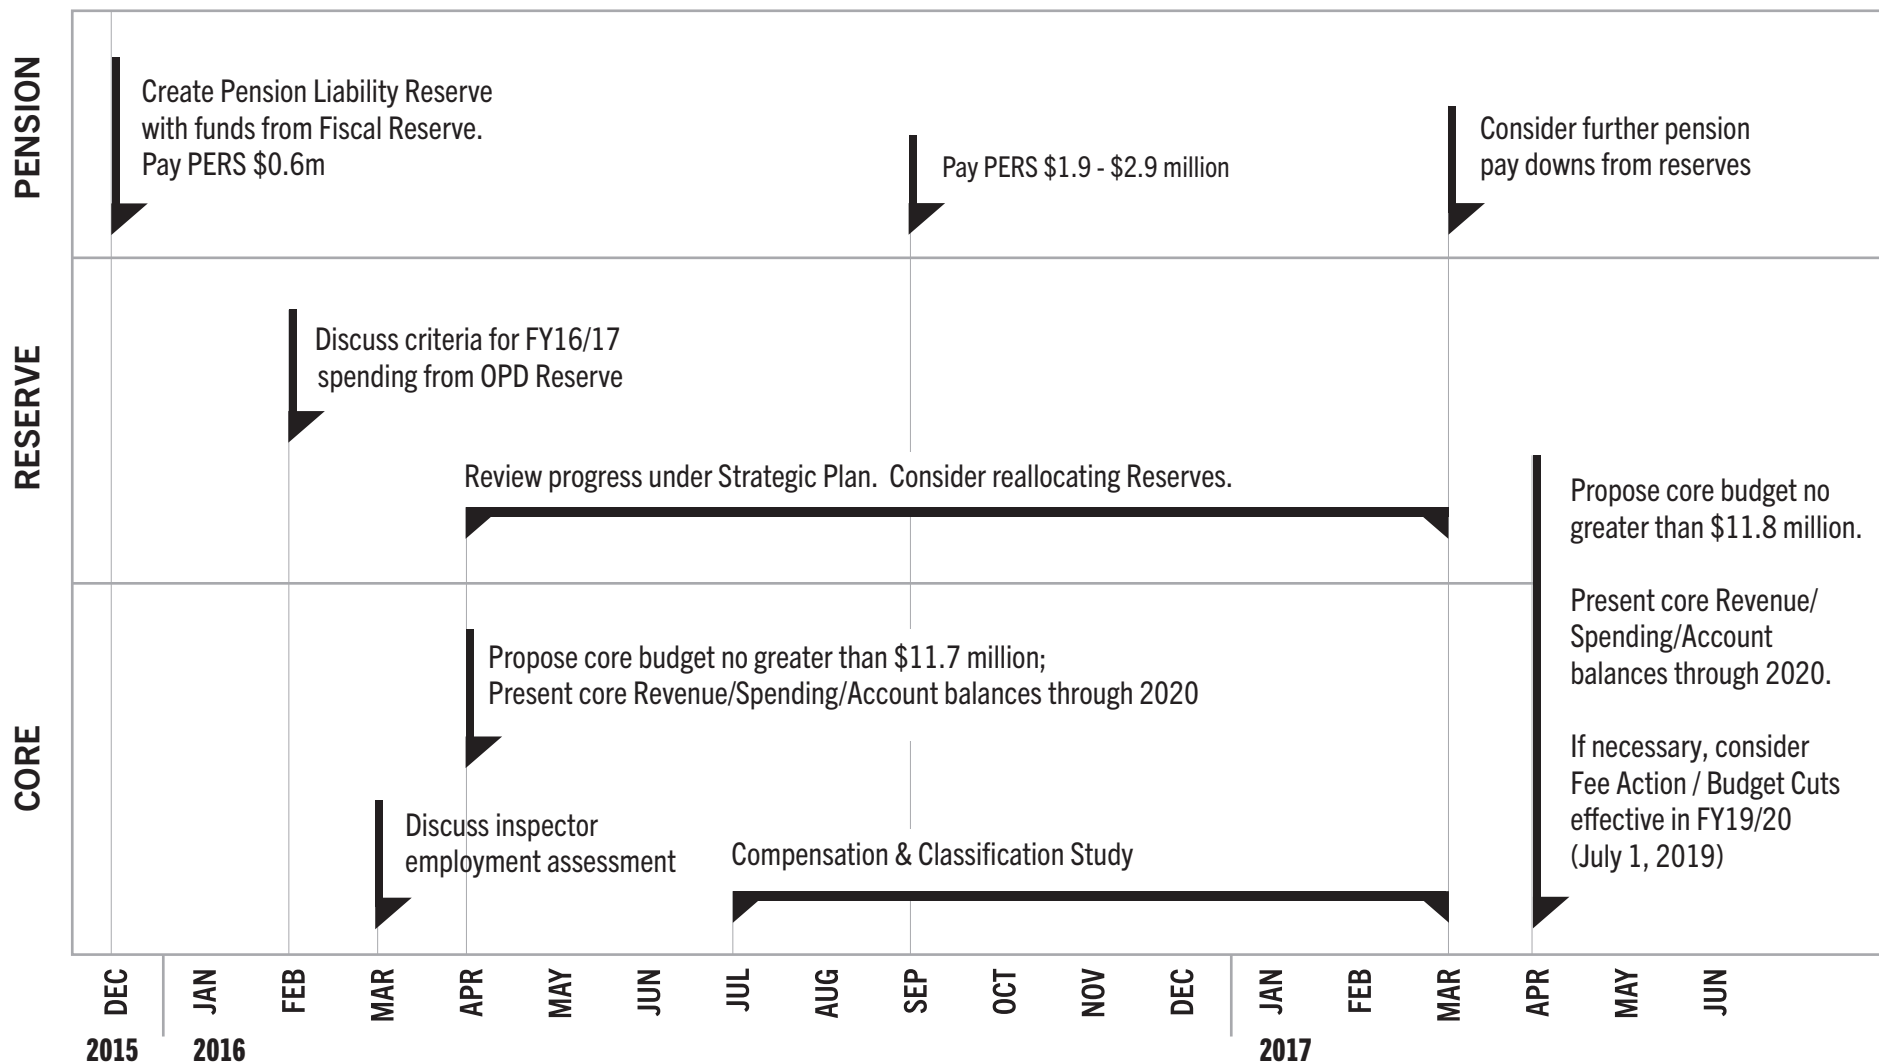 PENSION
Create Pension Liability Reserve
with funds from Fiscal Reserve.
Pay PERS $0.6m
Pay PERS $1.9 - $2.9 million
Consider further pension
pay downs from reserves
RESERVE
Discuss criteria for FY16/17
spending from OPD Reserve
Review progress under Strategic Plan.  Consider reallocating Reserves.
Propose core budget no
greater than $11.8 million.
Present core Revenue/
Spending/Account
balances through 2020.
If necessary, consider
Fee Action / Budget Cuts
effective in FY19/20
(July 1, 2019)
CORE
Propose core budget no greater than $11.7 million;
Present core Revenue/Spending/Account balances through 2020
Discuss inspector
employment assessment
Compensation & Classification Study
DEC
JAN
FEB
MAR
APR
MAY
JUN
JUL
AUG
SEP
OCT
NOV
DEC
JAN
FEB
MAR
APR
MAY
JUN
2015
2016
2017